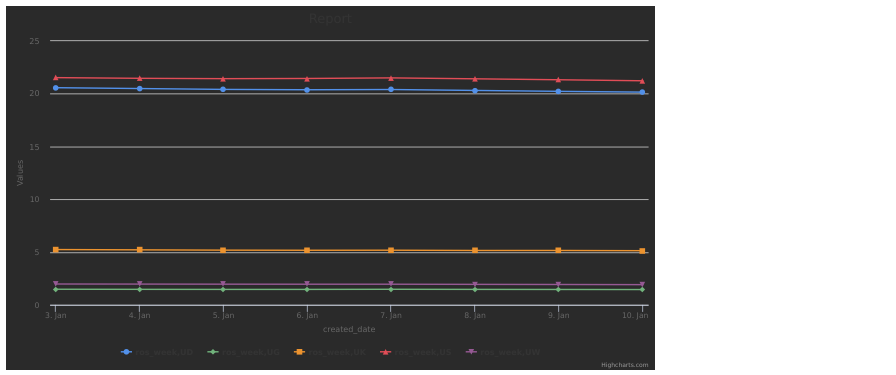 Report
25
20
15
10
5
0
Values
3. Jan 4. Jan 5. Jan 6. Jan 7. Jan 8. Jan 9. Jan 10. Jan
created_date
Highcharts.com